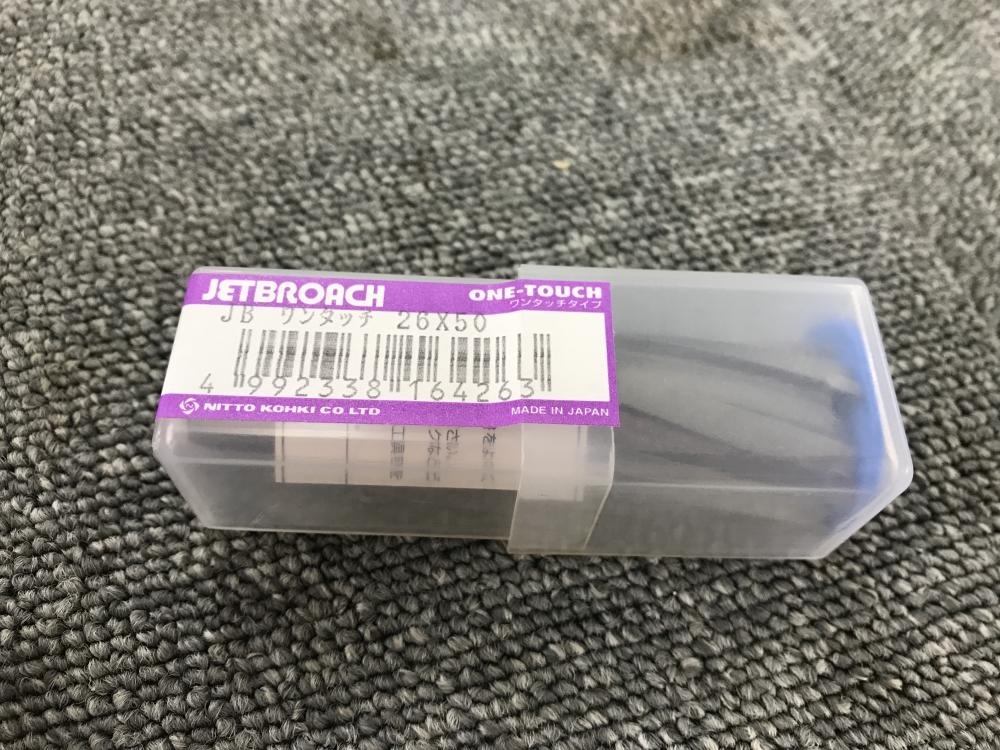 JETBROACH
ONE-TOUCH
ワンタッチタイプ
JB ワンタッチ 26X50
4 992338 164263
NITTO KOHKI CO LTD
MADE IN JAPAN